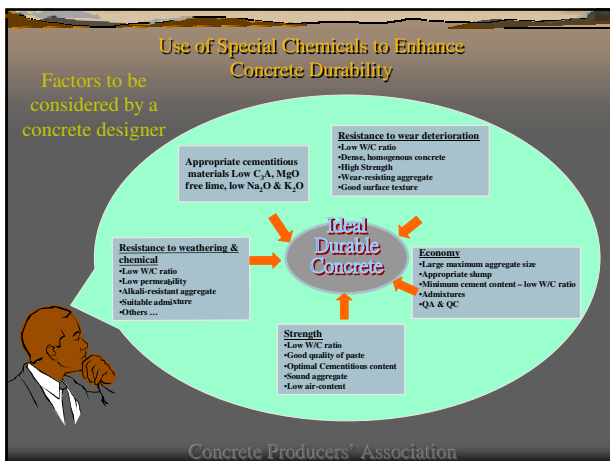 Use of Special Chemicals to Enhance
Concrete Durability
Factors to be
considered by a
concrete designer
Appropriate cementitious
materials Low C₃A, MgO
free lime, low Na₂O & K₂O
Resistance to wear deterioration
•Low W/C ratio
•Dense, homogenous concrete
•High Strength
•Wear-resisting aggregate
•Good surface texture
Ideal
Durable
Concrete
Resistance to weathering &
chemical
•Low W/C ratio
•Low permeability
•Alkali-resistant aggregate
•Suitable admixture
•Others …
Economy
•Large maximum aggregate size
•Appropriate slump
•Minimum cement content – low W/C ratio
•Admixtures
•QA & QC
Strength
•Low W/C ratio
•Good quality of paste
•Optimal Cementitious content
•Sound aggregate
•Low air-content
Concrete Producers’ Association